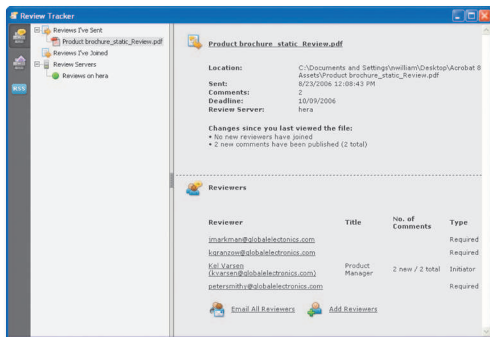 Review Tracker
Reviews I've Sent
Product brochure_static_Review.pdf
Reviews I've Joined
Review Servers
Reviews on hera
RSS
Product brochure_static_Review.pdf
Location: C:\Documents and Settings\nwilliam\Desktop\Acrobat 8
Assets\Product brochure_static_Review.pdf
Sent: 8/23/2006 12:08:43 PM
Comments: 2
Deadline: 10/09/2006
Review Server: hera
Changes since you last viewed the file:
• No new reviewers have joined
• 2 new comments have been published (2 total)
Reviewers
Reviewer Title No. of Comments Type
imarkman@globalelectonics.com Required
kgranzow@globalelectronics.com Required
Kei Varsen Product Manager 2 new / 2 total Initiator
(kvarsen@globalelectronics.com)
petersmithy@globalelectronics.com Required
Email All Reviewers Add Reviewers